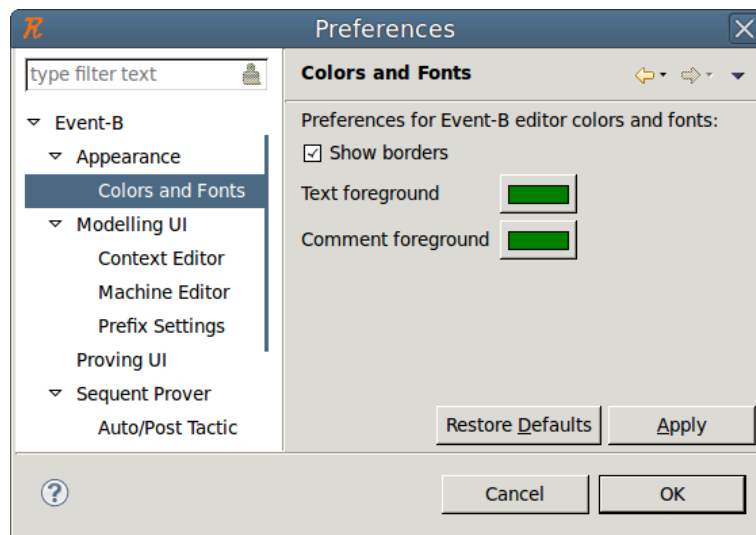 Preferences
type filter text
Event-B
Appearance
Colors and Fonts
Modelling UI
Context Editor
Machine Editor
Prefix Settings
Proving UI
Sequent Prover
Auto/Post Tactic
Colors and Fonts
Preferences for Event-B editor colors and fonts:
Show borders
Text foreground
Comment foreground
Restore Defaults
Apply
Cancel
OK